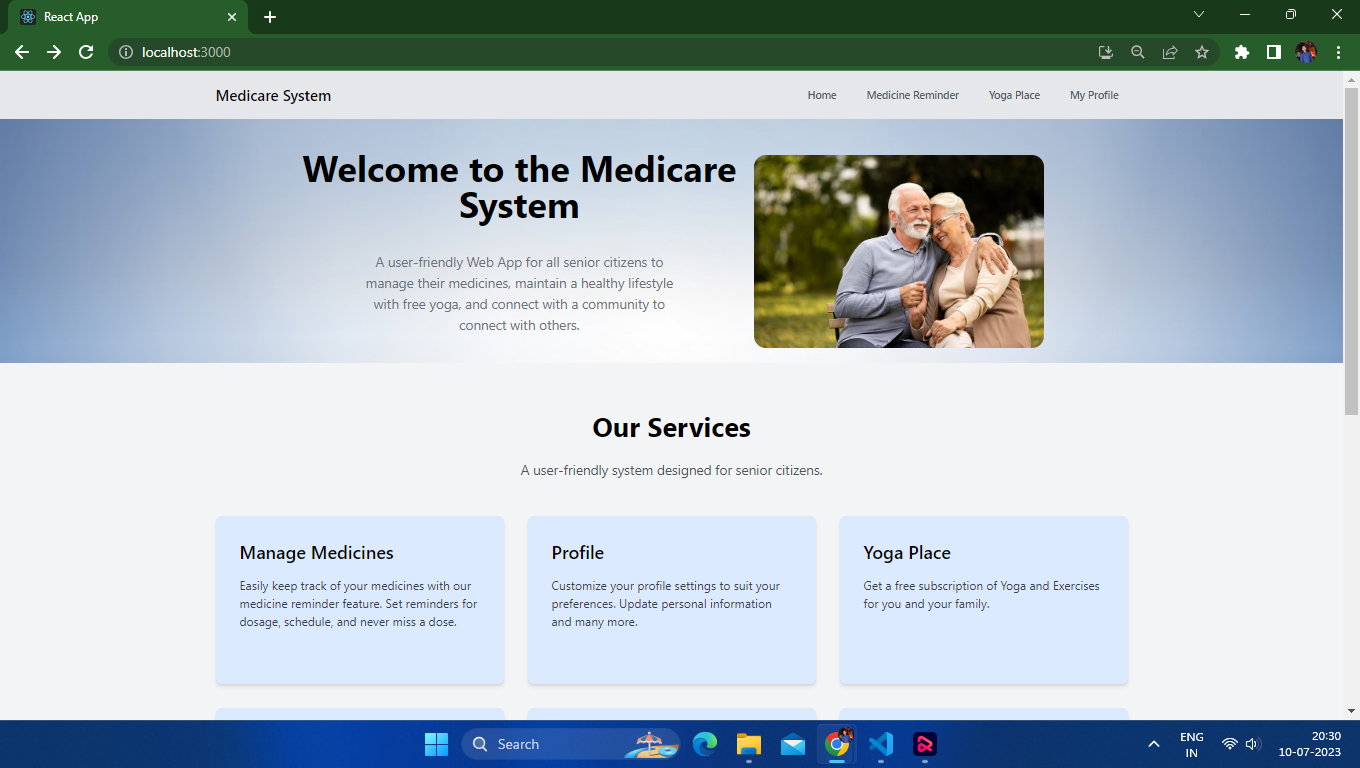 React App
localhost:3000
Medicare System
Home
Medicine Reminder
Yoga Place
My Profile
Welcome to the Medicare
System
A user-friendly Web App for all senior citizens to
manage their medicines, maintain a healthy lifestyle
with free yoga, and connect with a community to
connect with others.
Our Services
A user-friendly system designed for senior citizens.
Manage Medicines
Easily keep track of your medicines with our
medicine reminder feature. Set reminders for
dosage, schedule, and never miss a dose.
Profile
Customize your profile settings to suit your
preferences. Update personal information
and many more.
Yoga Place
Get a free subscription of Yoga and Exercises
for you and your family.
Search
ENG
IN
20:30
10-07-2023